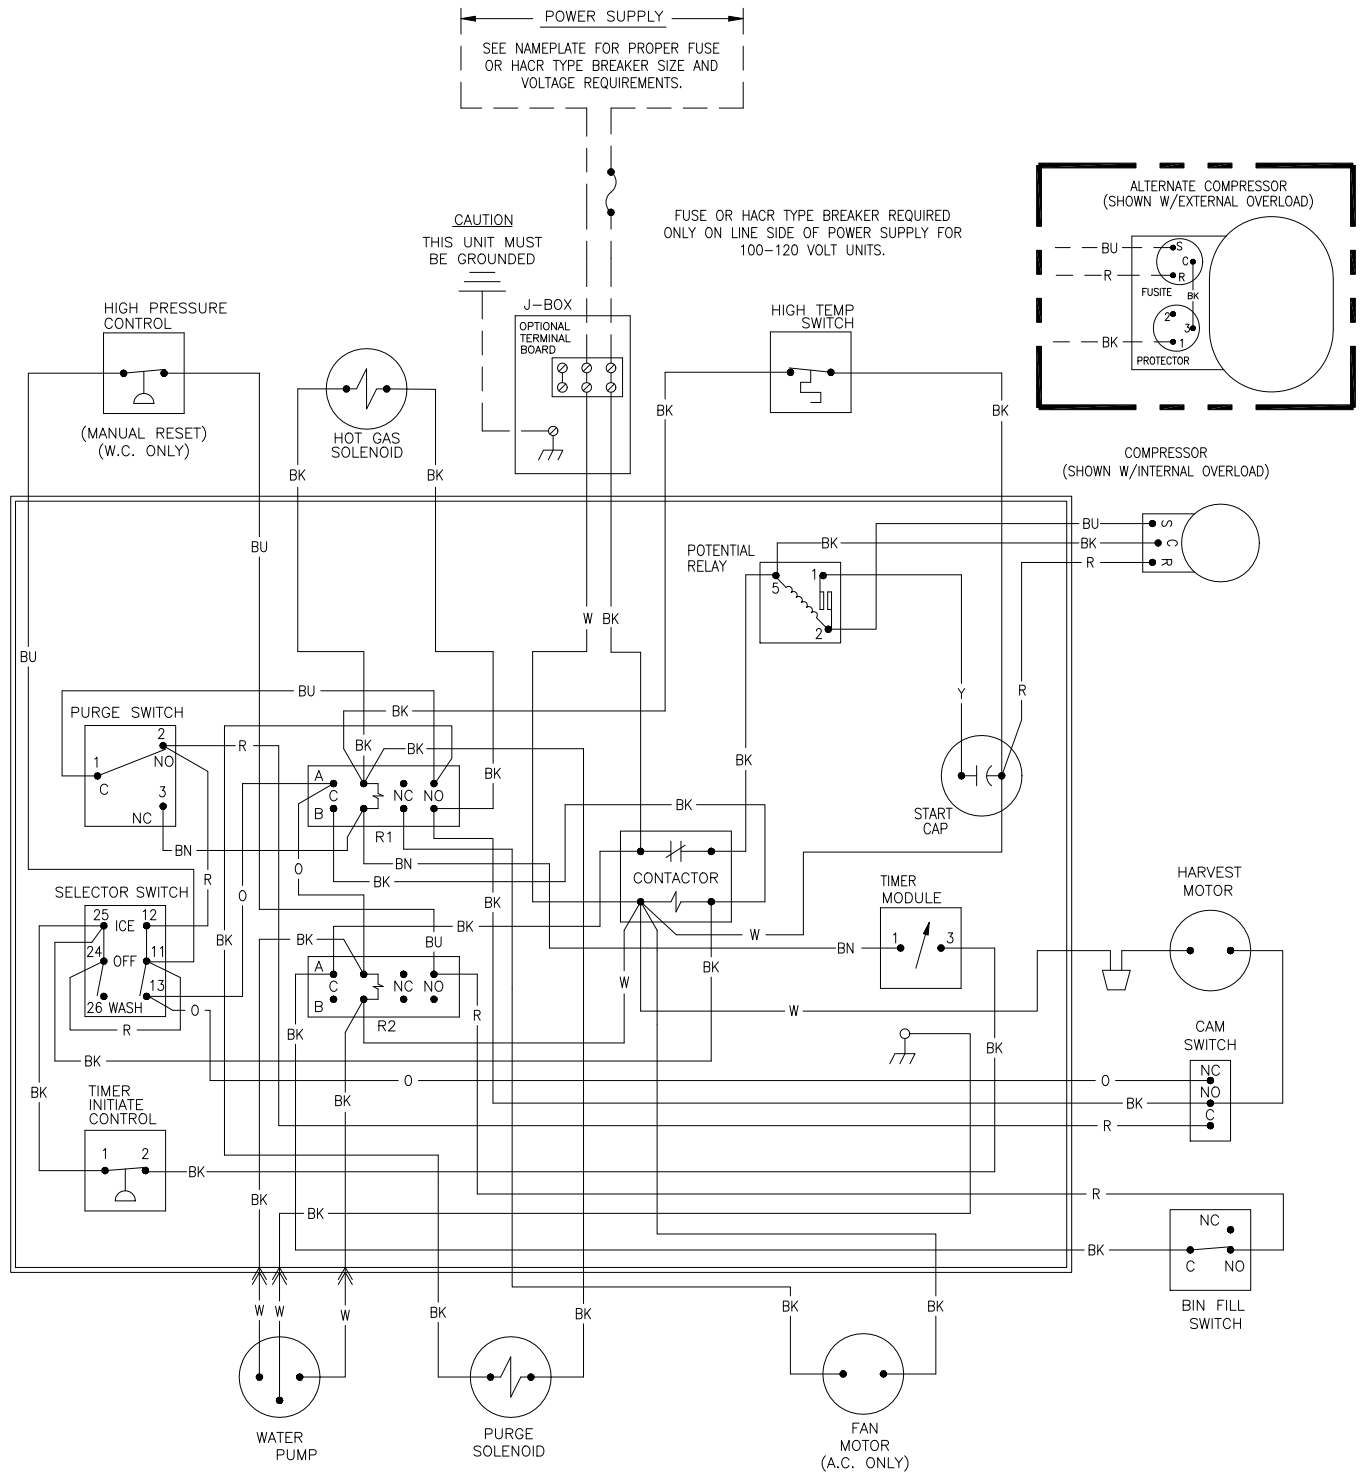 POWER SUPPLY
SEE NAMEPLATE FOR PROPER FUSE
OR HACR TYPE BREAKER SIZE AND
VOLTAGE REQUIREMENTS.
CAUTION
THIS UNIT MUST
BE GROUNDED
FUSE OR HACR TYPE BREAKER REQUIRED
ONLY ON LINE SIDE OF POWER SUPPLY FOR
100-120 VOLT UNITS.
ALTERNATE COMPRESSOR
(SHOWN W/EXTERNAL OVERLOAD)
BU
S
C
R
R
FUSITE
BK
2
3
BK
1
PROTECTOR
HIGH PRESSURE
CONTROL
(MANUAL RESET)
(W.C. ONLY)
HOT GAS
SOLENOID
J-BOX
OPTIONAL
TERMINAL
BOARD
HIGH TEMP
SWITCH
BK
BK
COMPRESSOR
(SHOWN W/INTERNAL OVERLOAD)
BK
BK
BU
BU
S
BK
BK
C
R
R
POTENTIAL
RELAY
5
1
2
W
BK
BU
BU
Y
R
PURGE SWITCH
BK
2
R
BK
BK
NO
1
C
3
NC
BK
A
C
NC
NO
B
R1
BK
BK
START
CAP
BN
BN
R
O
O
BK
BK
CONTACTOR
TIMER
MODULE
HARVEST
MOTOR
SELECTOR SWITCH
25
ICE
12
24
OFF
11
13
26
WASH
R
O
BK
BK
BK
BU
BK
W
BN
1
3
A
C
NC
NO
B
R2
BK
W
R
BK
W
BK
BK
CAM
SWITCH
NC
NO
C
O
O
BK
R
BK
BK
TIMER
INITIATE
CONTROL
1
2
BK
BK
BK
R
BK
NC
C
NO
BIN FILL
SWITCH
W
W
W
BK
BK
BK
BK
WATER
PUMP
PURGE
SOLENOID
FAN
MOTOR
(A.C. ONLY)